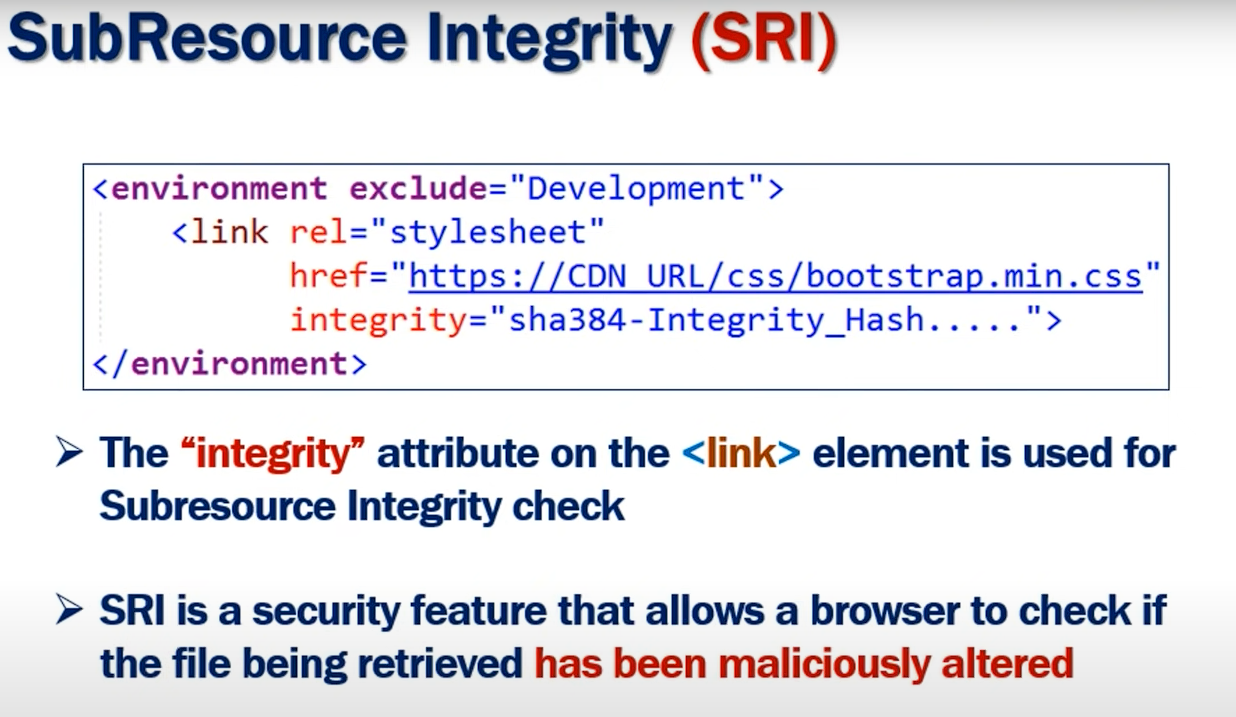 SubResource Integrity (SRI)
<environment exclude="Development">
<link rel="stylesheet"
href="https://CDN_URL/css/bootstrap.min.css"
integrity="sha384-Integrity_Hash.....">
</environment>
➢ The “integrity” attribute on the <link> element is used for
Subresource Integrity check
➢ SRI is a security feature that allows a browser to check if
the file being retrieved has been maliciously altered